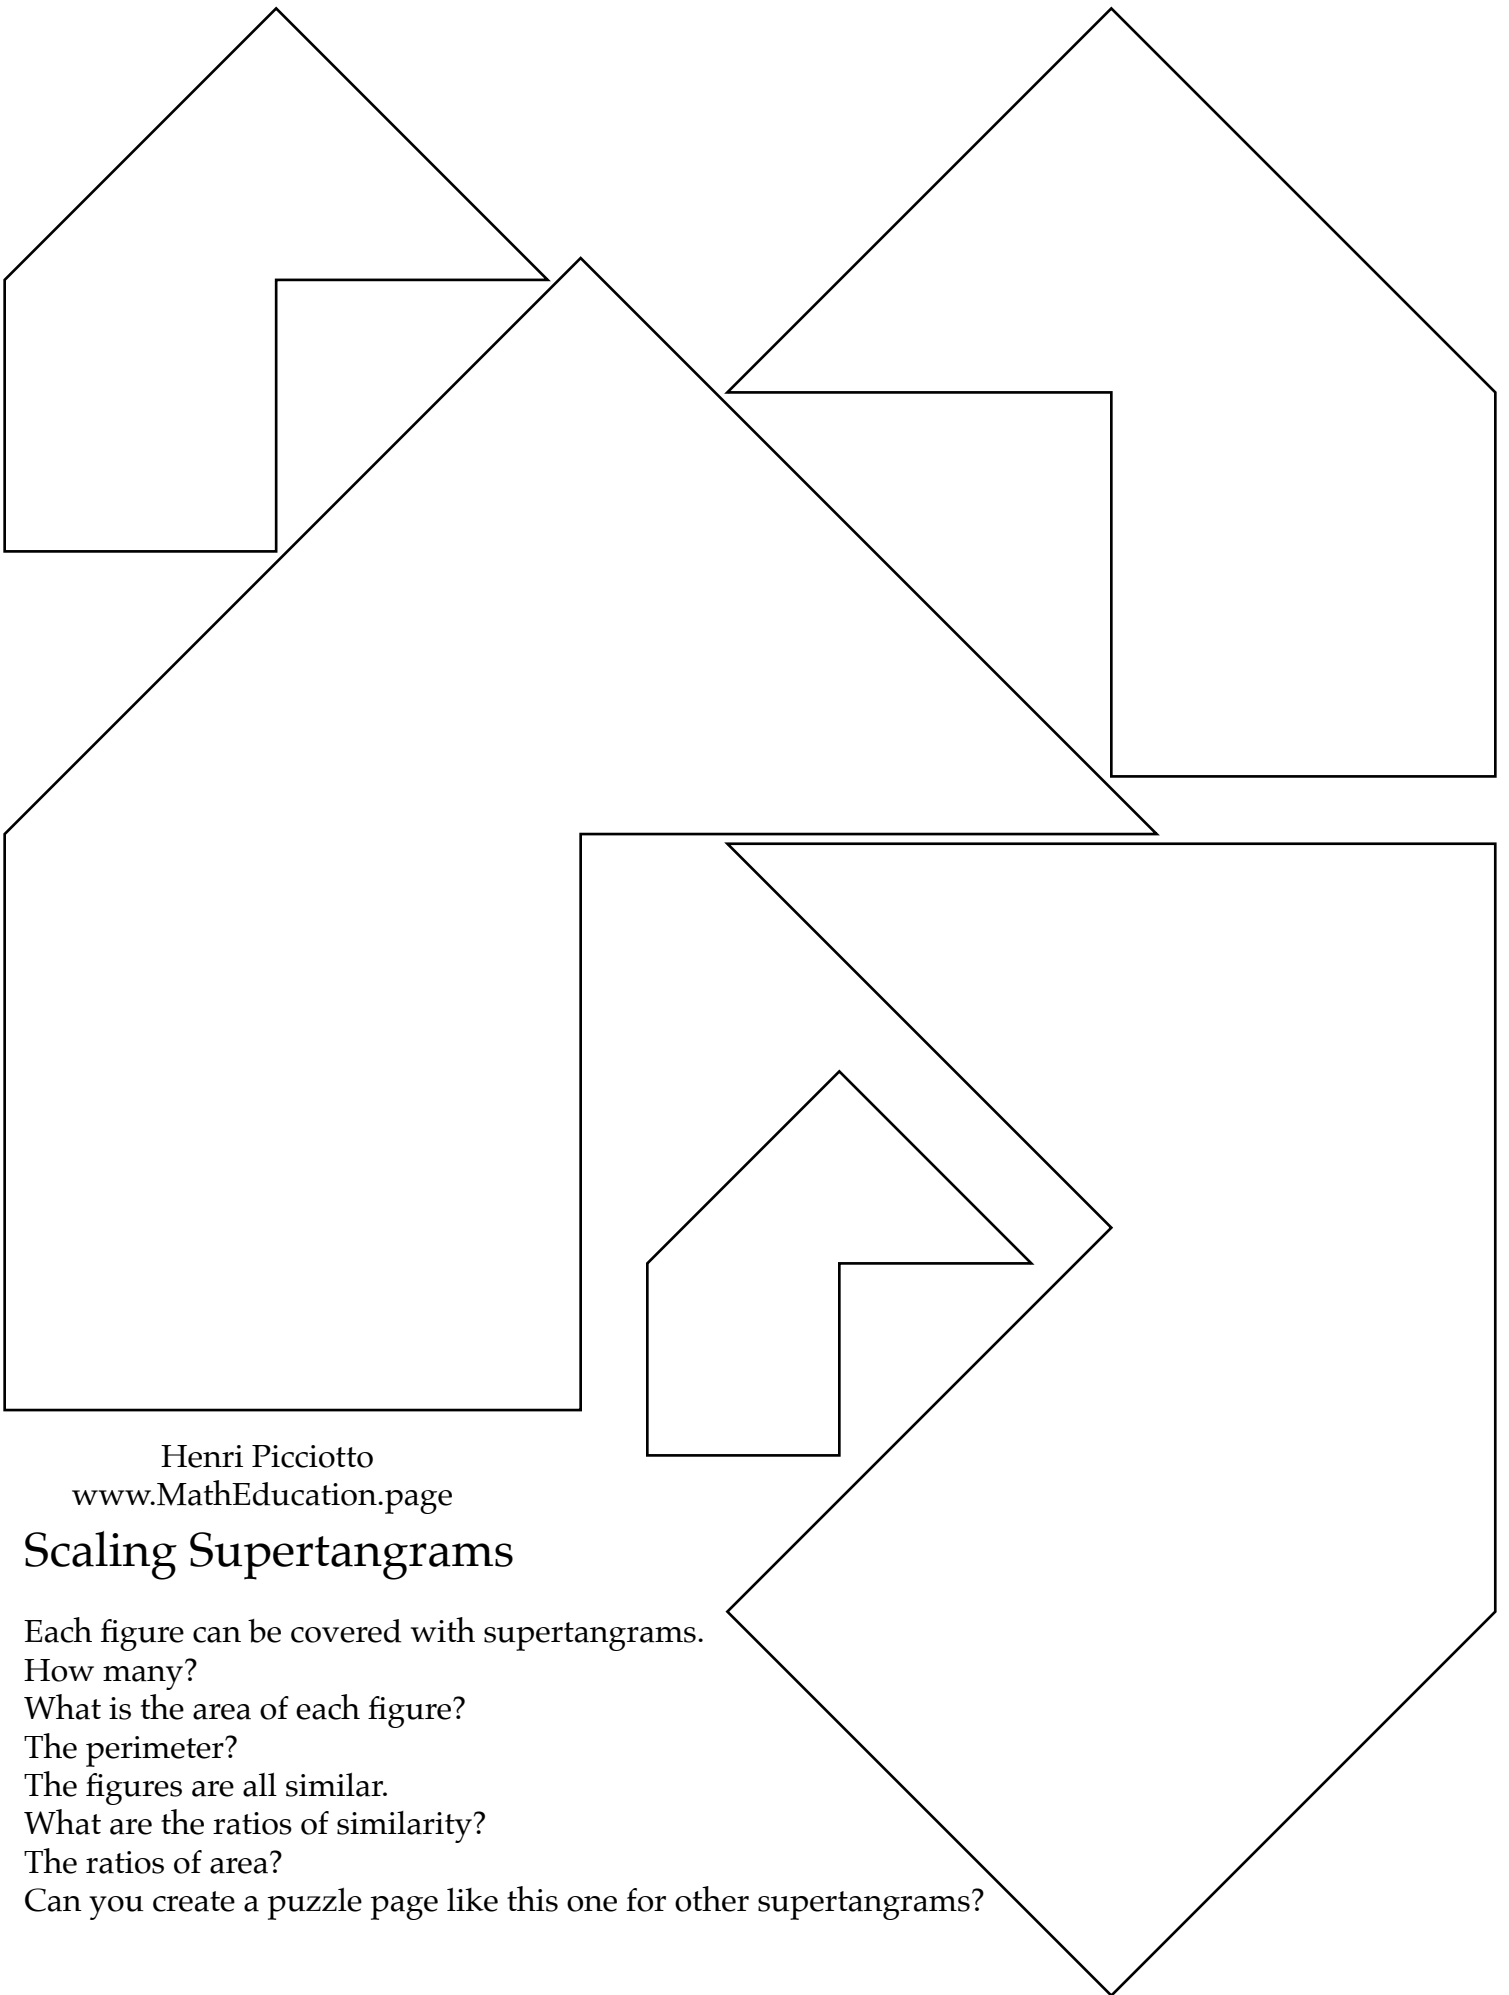 Henri Picciotto
www.MathEducation.page
Scaling Supertangrams
Each figure can be covered with supertangrams.
How many?
What is the area of each figure?
The perimeter?
The figures are all similar.
What are the ratios of similarity?
The ratios of area?
Can you create a puzzle page like this one for other supertangrams?